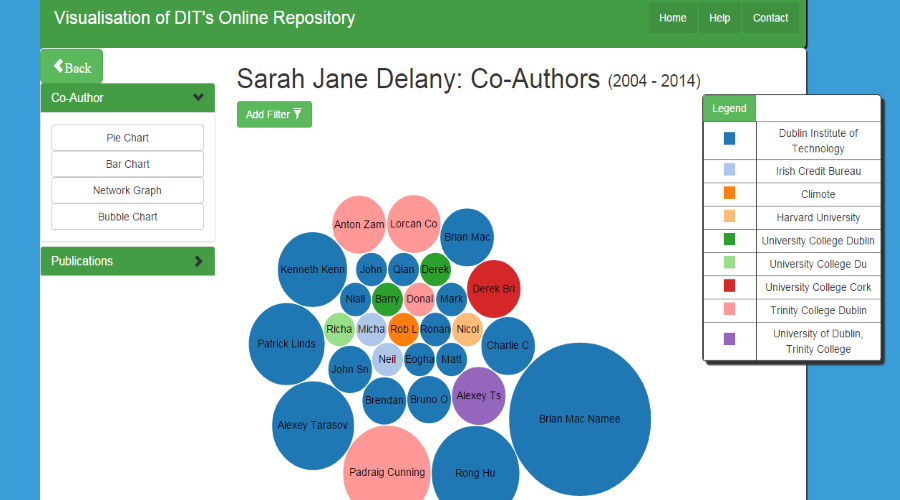 Visualisation of DIT's Online Repository
Home
Help
Contact
Back
Co-Author
Pie Chart
Bar Chart
Network Graph
Bubble Chart
Publications
Sarah Jane Delany: Co-Authors (2004 - 2014)
Add Filter
Legend
Dublin Institute of
Technology
Irish Credit Bureau
Climote
Harvard University
University College Dublin
University College Du
University College Cork
Trinity College Dublin
University of Dublin,
Trinity College
Anton Zam
Lorcan Co
Brian Mac
Kenneth Kenn
John
Qian
Derek
Derek Bri
Niall
Barry
Donal
Mark
Richa
Micha
Rob L
Ronan
Nicol
Patrick Linds
Charlie C
Neil
Eogha
Matt
John Sn
Brendan
Bruno O
Alexey Ts
Alexey Tarasov
Brian Mac Namee
Padraig Cunning
Rong Hu